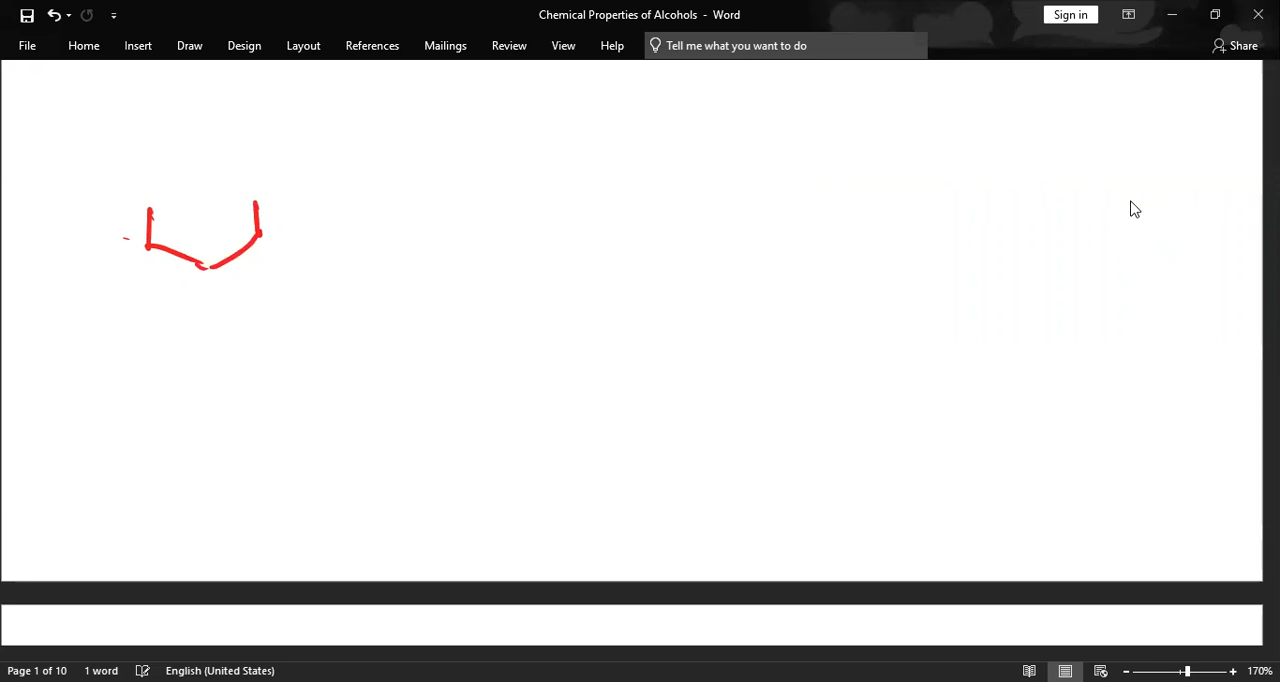 Chemical Properties of Alcohols - Word
Sign in
File Home Insert Draw Design Layout References Mailings Review View Help Tell me what you want to do Share
Page 1 of 10 1 word English (United States) 170%